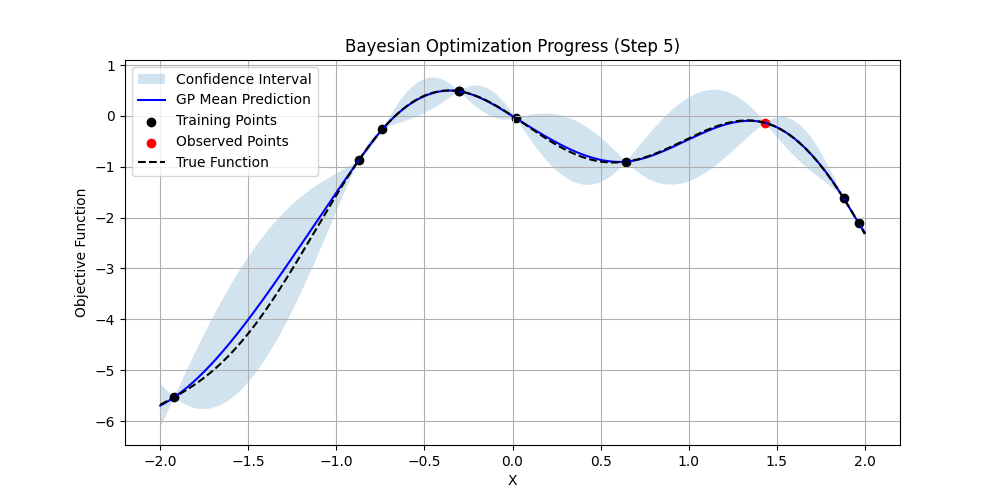 Bayesian Optimization Progress (Step 5)
Confidence Interval
GP Mean Prediction
Training Points
Observed Points
True Function
Objective Function
1
0
−1
−2
−3
−4
−5
−6
−2.0 −1.5 −1.0 −0.5 0.0 0.5 1.0 1.5 2.0
X